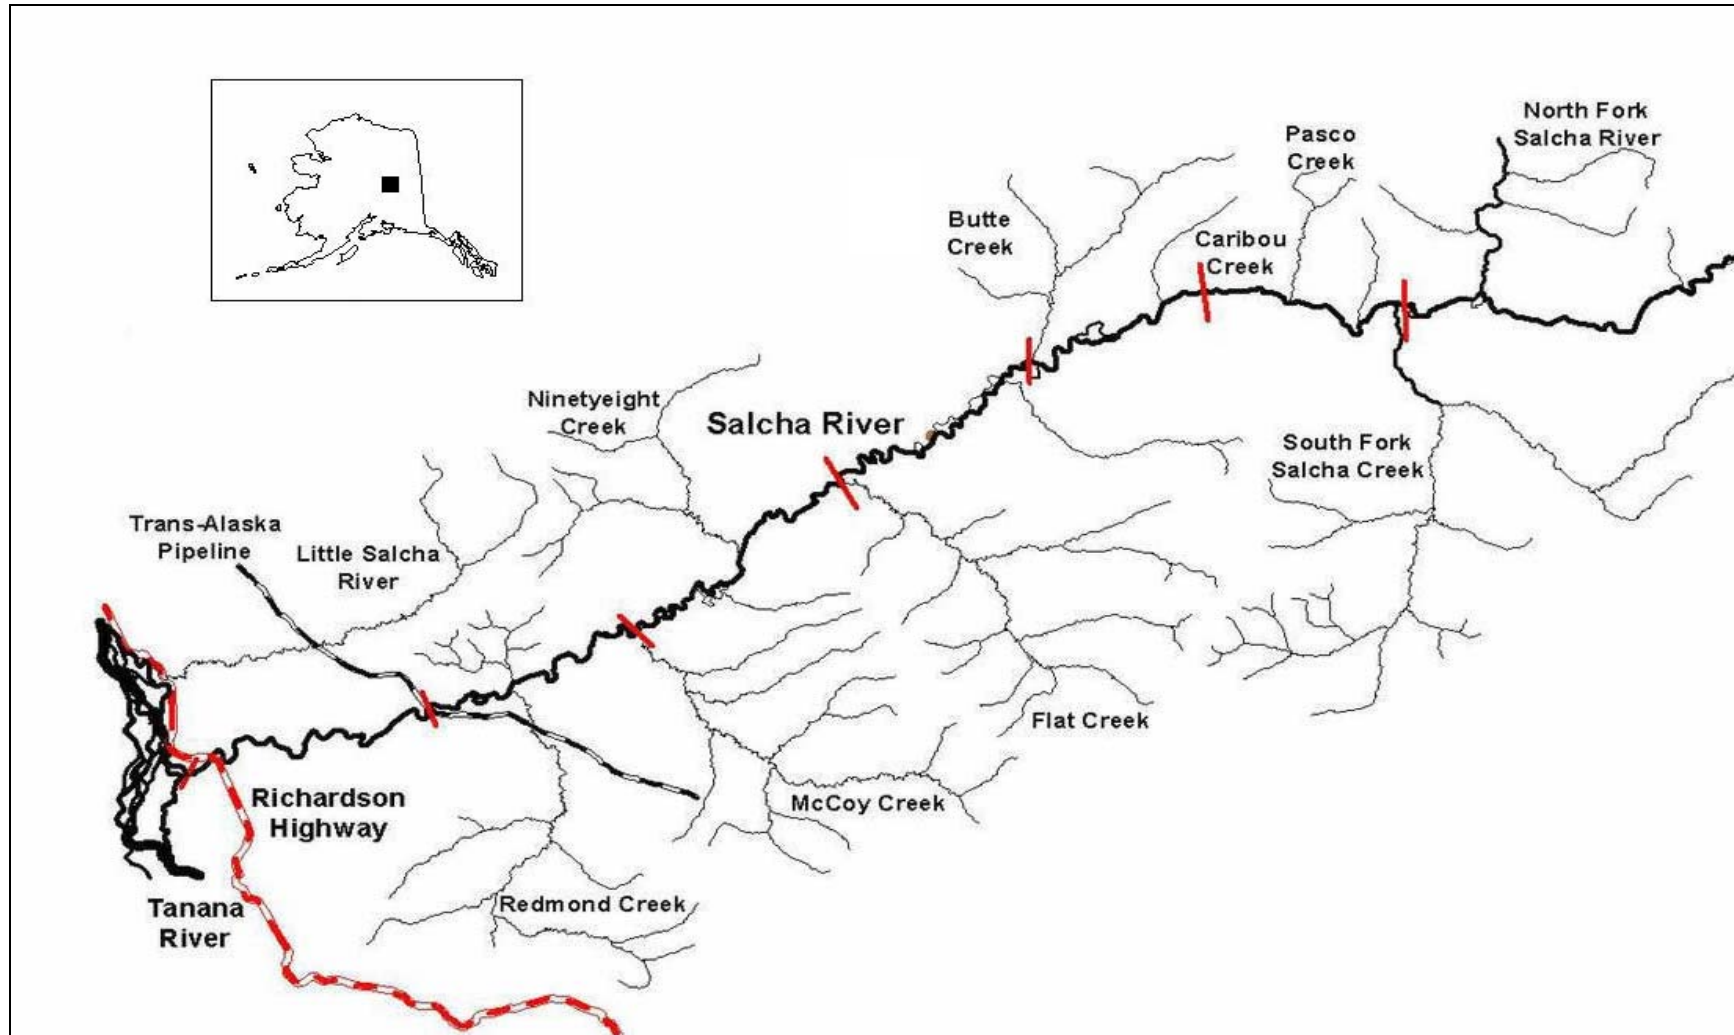 North Fork
Salcha River
Pasco
Creek
Butte
Creek
Caribou
Creek
Ninetyeight
Creek
Salcha River
South Fork
Salcha Creek
Trans-Alaska
Pipeline
Little Salcha
River
Flat Creek
Richardson
Highway
McCoy Creek
Tanana
River
Redmond Creek